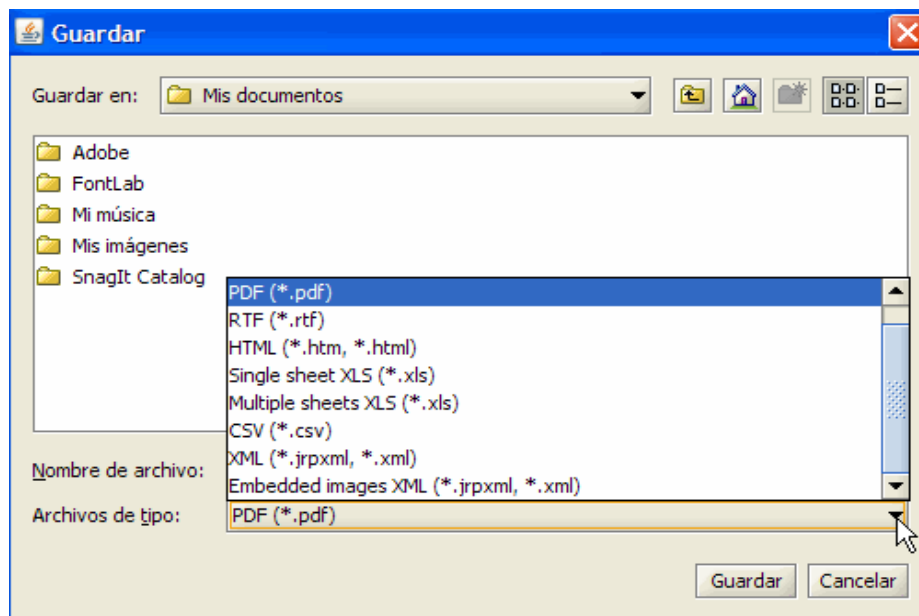 Guardar
Guardar en: Mis documentos
Adobe
FontLab
Mi música
Mis imágenes
SnagIt Catalog
PDF (*.pdf)
RTF (*.rtf)
HTML (*.htm, *.html)
Single sheet XLS (*.xls)
Multiple sheets XLS (*.xls)
CSV (*.csv)
XML (*.jrpxml, *.xml)
Embedded images XML (*.jrpxml, *.xml)
Nombre de archivo:
Archivos de tipo: PDF (*.pdf)
Guardar Cancelar